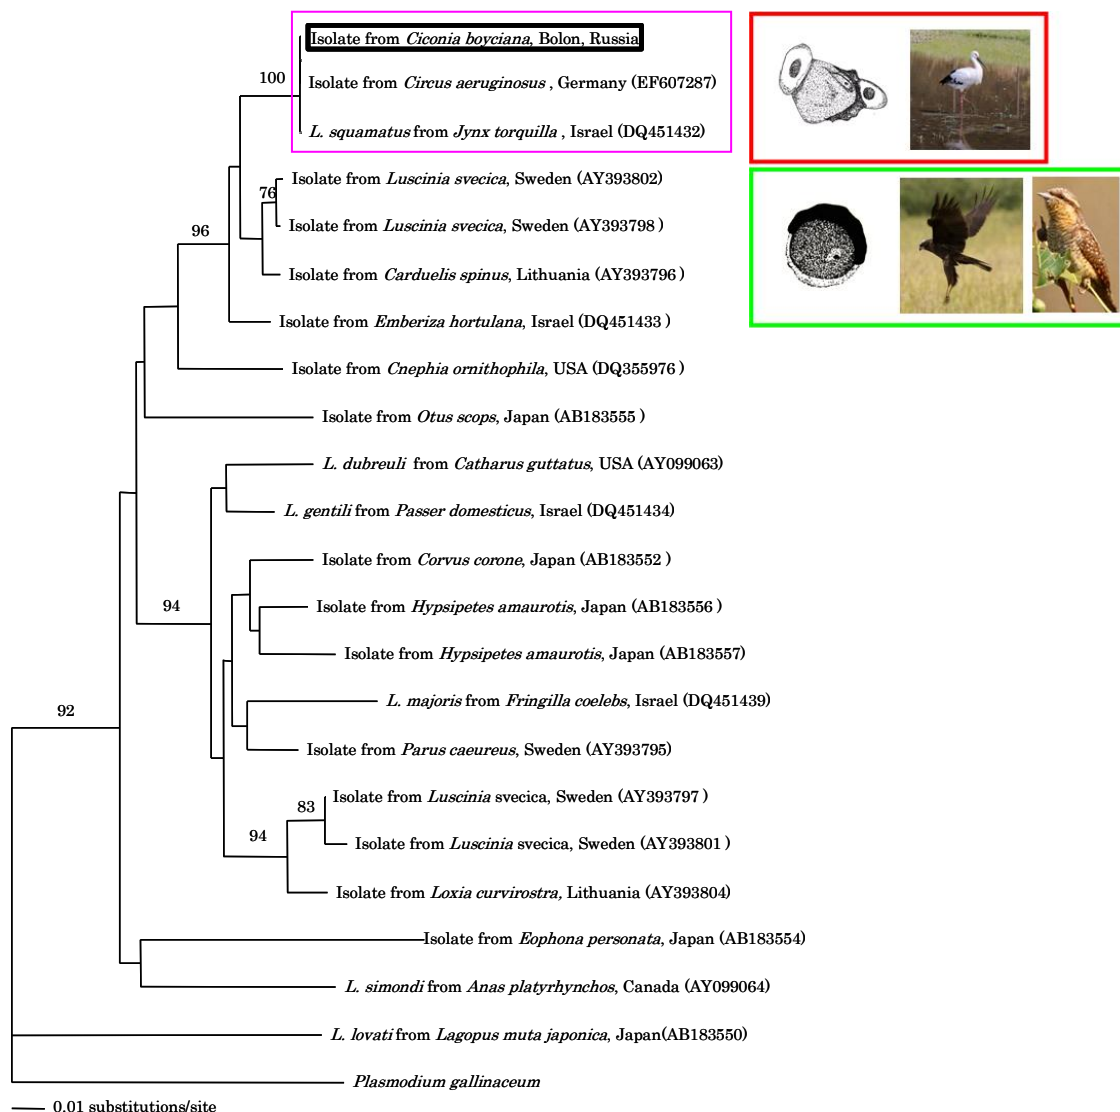 Isolate from Ciconia boyciana, Bolon, Russia
100
Isolate from Circus aeruginosus , Germany (EF607287)
L. squamatus from Jynx torquilla , Israel (DQ451432)
Isolate from Luscinia svecica, Sweden (AY393802)
76
Isolate from Luscinia svecica, Sweden (AY393798 )
96
Isolate from Carduelis spinus, Lithuania (AY393796 )
Isolate from Emberiza hortulana, Israel (DQ451433 )
Isolate from Cnephia ornithophila, USA (DQ355976 )
Isolate from Otus scops, Japan (AB183555 )
L. dubreuli from Catharus guttatus, USA (AY099063)
L. gentili from Passer domesticus, Israel (DQ451434)
Isolate from Corvus corone, Japan (AB183552 )
94
Isolate from Hypsipetes amaurotis, Japan (AB183556 )
Isolate from Hypsipetes amaurotis, Japan (AB183557)
L. majoris from Fringilla coelebs, Israel (DQ451439)
92
Isolate from Parus caeureus, Sweden (AY393795)
Isolate from Luscinia svecica, Sweden (AY393797 )
83
94
Isolate from Luscinia svecica, Sweden (AY393801 )
Isolate from Loxia curvirostra, Lithuania (AY393804)
Isolate from Eophona personata, Japan (AB183554)
L. simondi from Anas platyrhynchos, Canada (AY099064)
L. lovati from Lagopus muta japonica, Japan(AB183550)
Plasmodium gallinaceum
0.01 substitutions/site